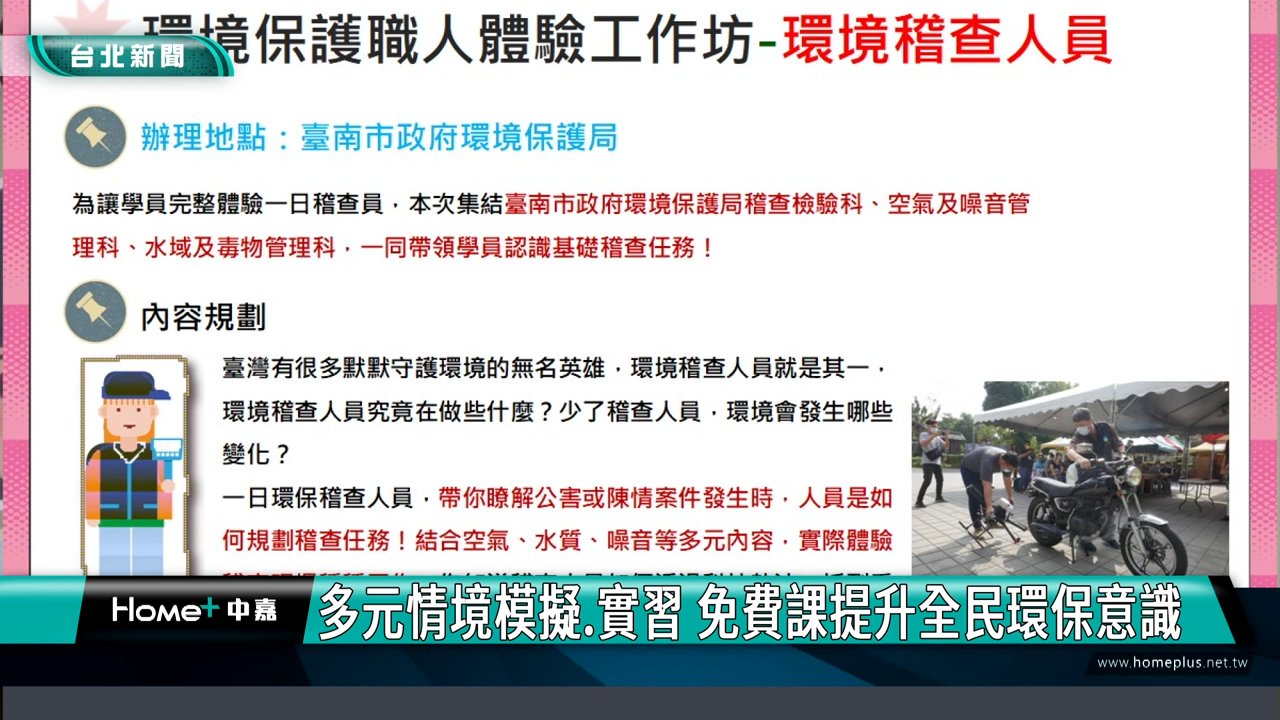 環境保護職人體驗工作坊-環境稽查人員
台北新聞
辦理地點：臺南市政府環境保護局
為讓學員完整體驗一日稽查員，本次集結臺南市政府環境保護局稽查檢驗科、空氣及噪音管
理科、水域及毒物管理科，一同帶領學員認識基礎稽查任務！
內容規劃
臺灣有很多默默守護環境的無名英雄，環境稽查人員就是其一，
環境稽查人員究竟在做些什麼？少了稽查人員，環境會發生哪些
變化？
一日環保稽查人員，帶你瞭解公害或陳情案件發生時，人員是如
何規劃稽查任務！結合空氣、水質、噪音等多元內容，實際體驗
Home+ 中嘉
多元情境模擬.實習 免費課提升全民環保意識
www.homeplus.net.tw